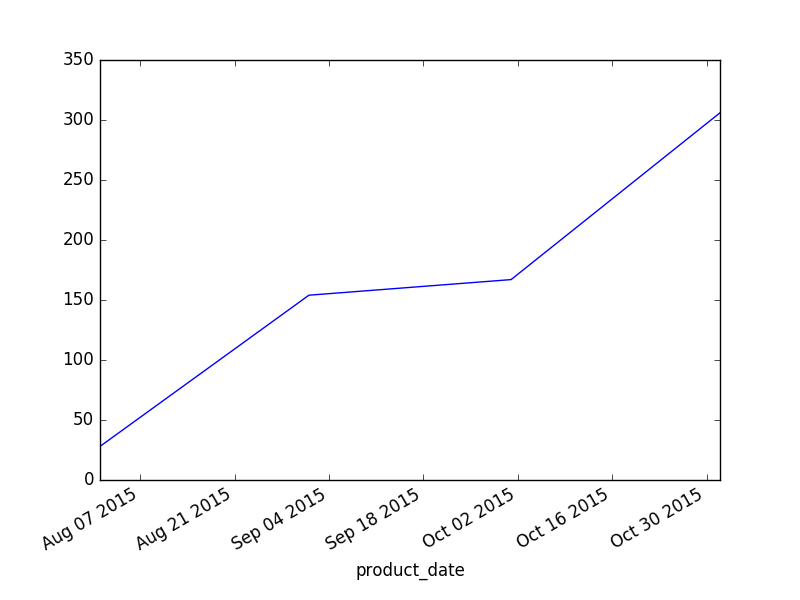 350
300
250
200
150
100
50
0
Aug 07 2015
Aug 21 2015
Sep 04 2015
Sep 18 2015
Oct 02 2015
Oct 16 2015
Oct 30 2015
product_date